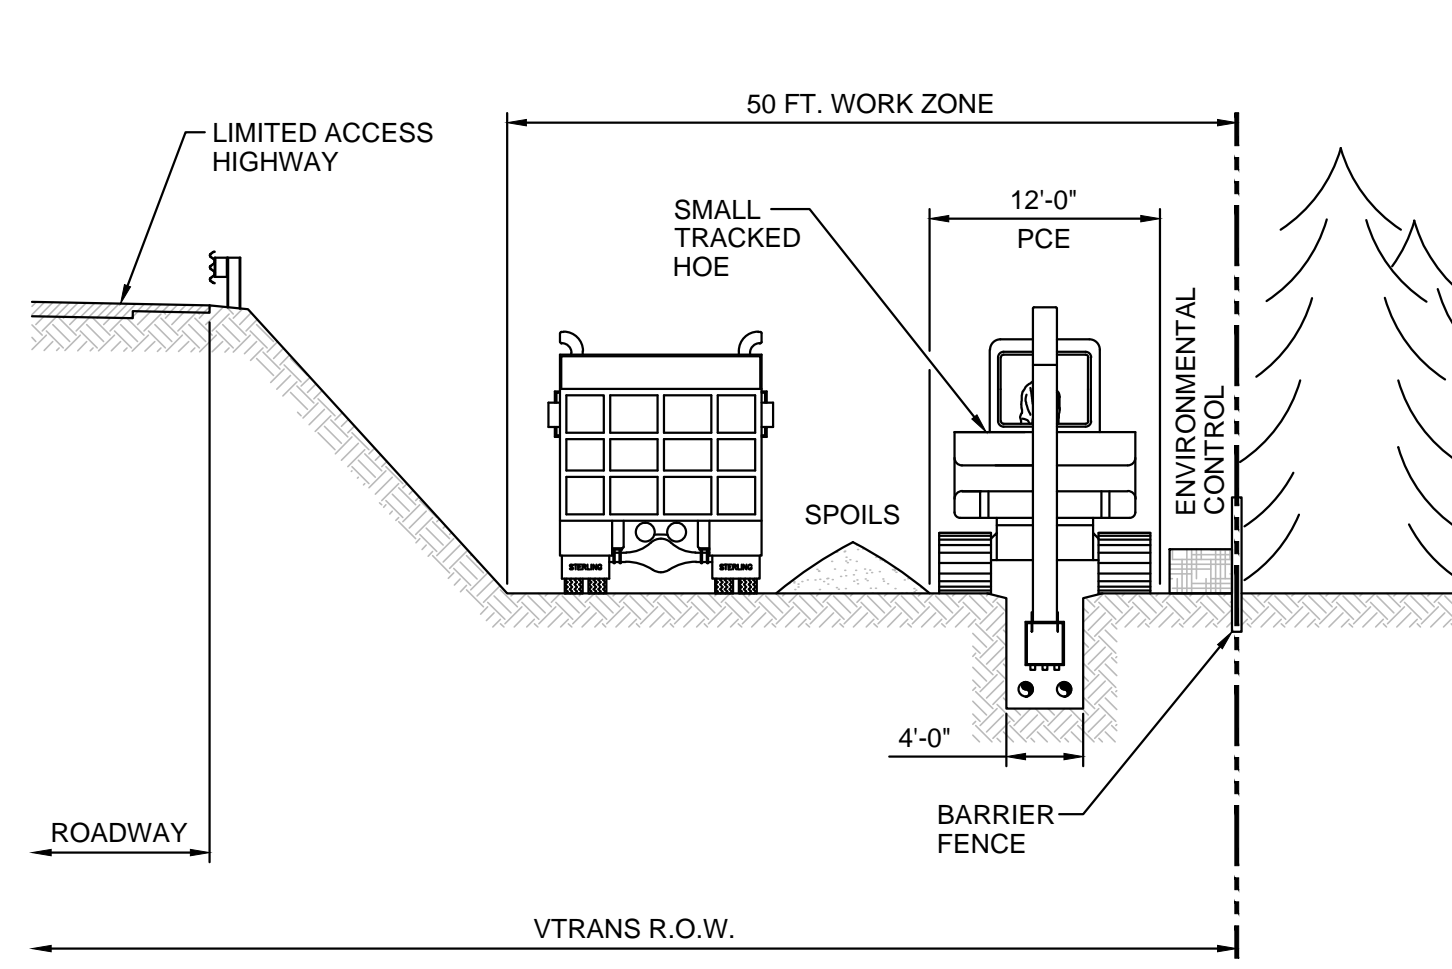 50 FT. WORK ZONE
LIMITED ACCESS
HIGHWAY
SMALL
TRACKED
HOE
12'-0"
PCE
ENVIRONMENTAL
CONTROL
SPOILS
STERLING
STERLING
4'-0"
BARRIER
FENCE
ROADWAY
VTRANS R.O.W.